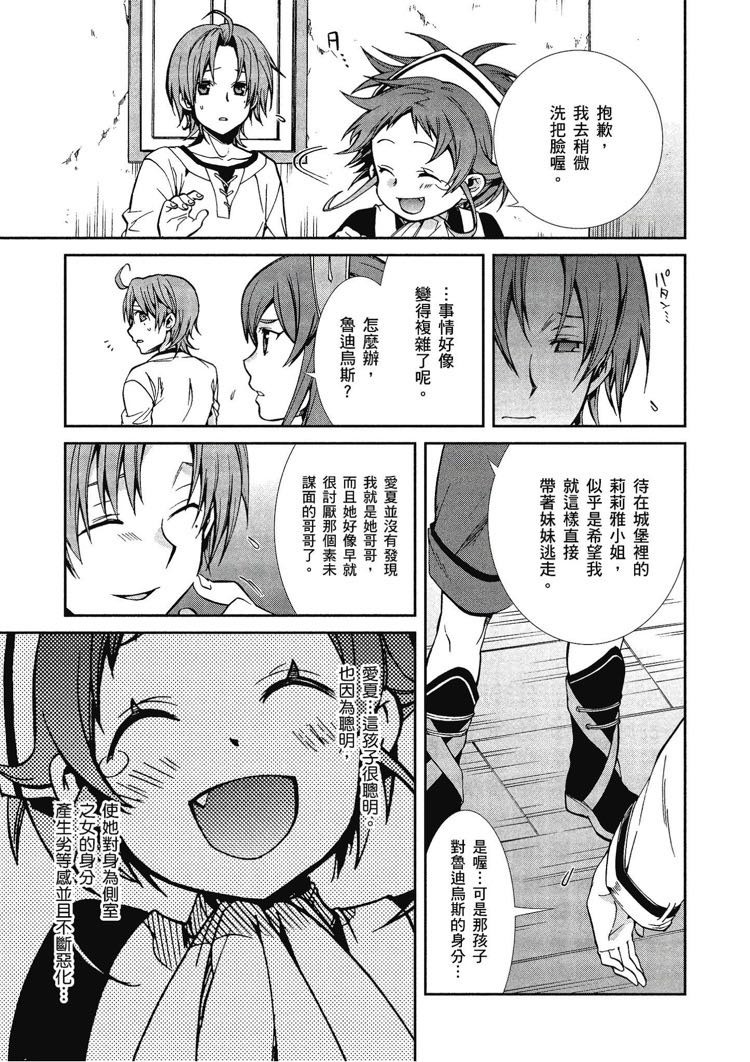 抱歉，
我去稍微
洗把臉喔。
パタン…
…事情好像
變得複雜了呢。
怎麼辦，
魯迪烏斯？
待在城堡裡的
莉莉雅小姐，
似乎是希望我
就這樣直接
帶著妹妹逃走。
是喔…可是那孩子
對魯迪烏斯的身分…
愛夏並沒有發現
我就是她哥哥，
而且她好像早就
很討厭那個素未
謀面的哥哥了。
愛夏…這孩子很聰明。
也因為聰明，
使她對身為側室
之女的身分
產生劣等感並且不斷惡化…